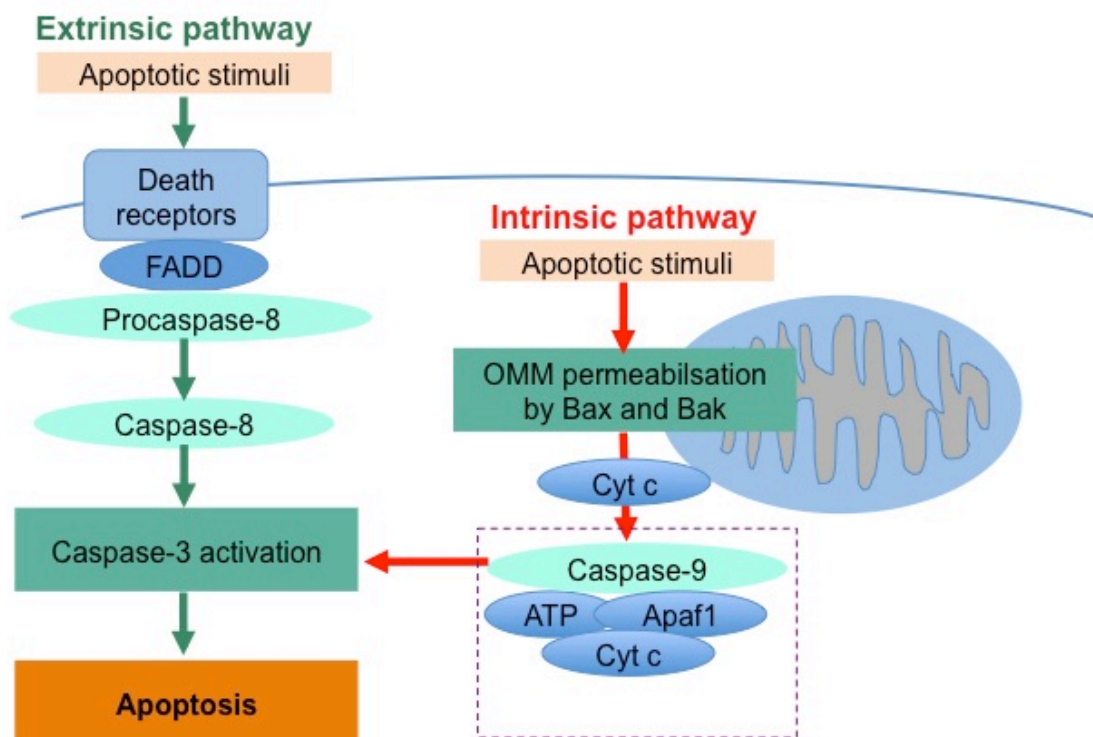 Extrinsic pathway
Apoptotic stimuli
Death
receptors
FADD
Procaspase-8
Caspase-8
Caspase-3 activation
Apoptosis
Intrinsic pathway
Apoptotic stimuli
OMM permeabilsation
by Bax and Bak
Cyt c
Caspase-9
ATP
Apaf1
Cyt c